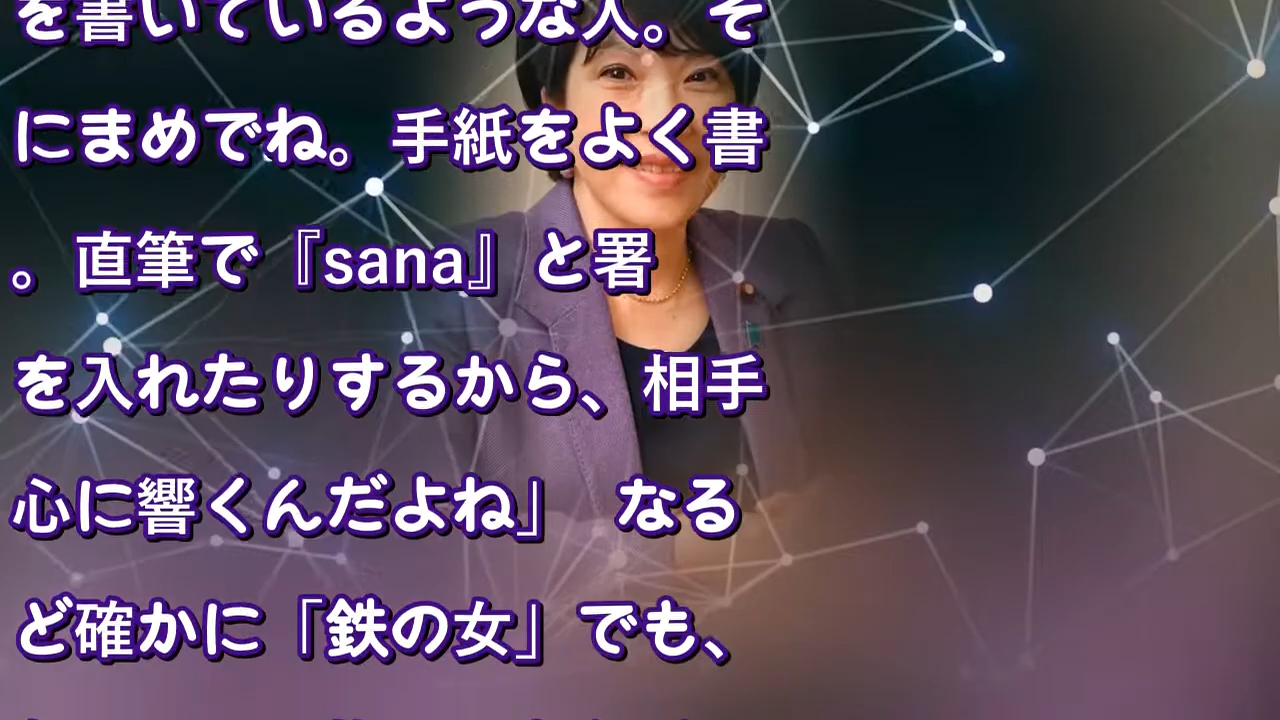 を書いているような人。そ
にまめでね。手紙をよく書
。直筆で『sana』と署
を入れたりするから、相手
心に響くんだよね」 なる
ど確かに「鉄の女」でも、